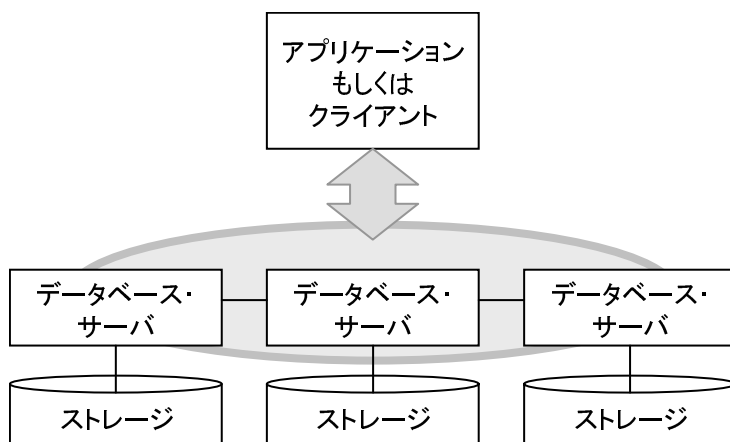 アプリケーション
もしくは
クライアント
データベース・
サーバ
データベース・
サーバ
データベース・
サーバ
ストレージ
ストレージ
ストレージ